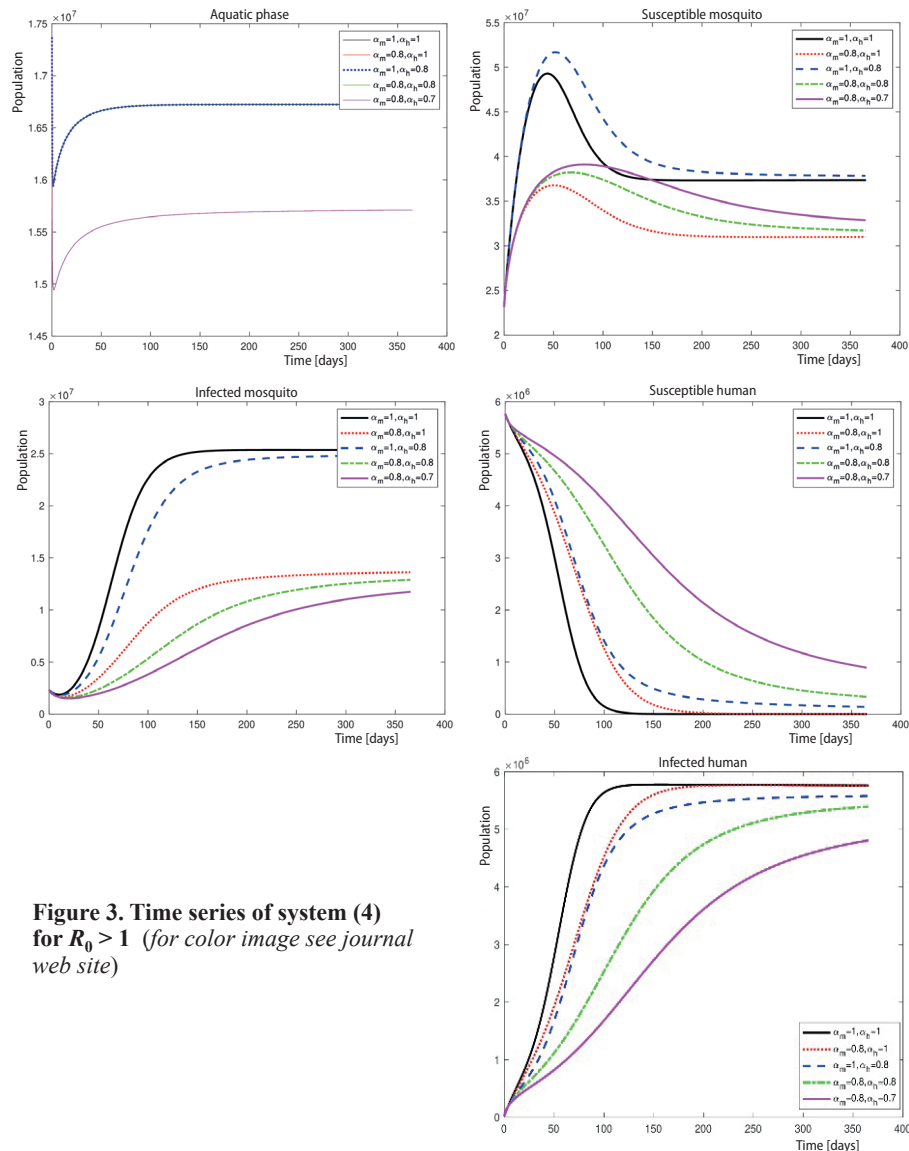 Aquatic phase
×10⁷
Population
1.75
1.7
1.65
1.6
1.55
1.5
1.45
0 50 100 150 200 250 300 350 400
Time [days]
αm=1,αh=1
αm=0.8,αh=1
αm=1,αh=0.8
αm=0.8,αh=0.8
αm=0.8,αh=0.7
Susceptible mosquito
×10⁷
Population
5.5
5
4.5
4
3.5
3
2.5
2
0 50 100 150 200 250 300 350 400
Time [days]
αm=1,αh=1
αm=0.8,αh=1
αm=1,αh=0.8
αm=0.8,αh=0.8
αm=0.8,αh=0.7
Infected mosquito
×10⁷
Population
3
2.5
2
1.5
1
0.5
0
0 50 100 150 200 250 300 350 400
Time [days]
αm=1,αh=1
αm=0.8,αh=1
αm=1,αh=0.8
αm=0.8,αh=0.8
αm=0.8,αh=0.7
Susceptible human
×10⁶
Population
6
5
4
3
2
1
0
0 50 100 150 200 250 300 350 400
Time [days]
αm=1,αh=1
αm=0.8,αh=1
αm=1,αh=0.8
αm=0.8,αh=0.8
αm=0.8,αh=0.7
Infected human
×10⁶
Population
6
5
4
3
2
1
0
0 50 100 150 200 250 300 350 400
Time [days]
αm=1,αh=1
αm=0.8,αh=1
αm=1,αh=0.8
αm=0.8,αh=0.8
αm=0.8,αh=0.7
Figure 3. Time series of system (4)
for R₀ > 1 (for color image see journal
web site)